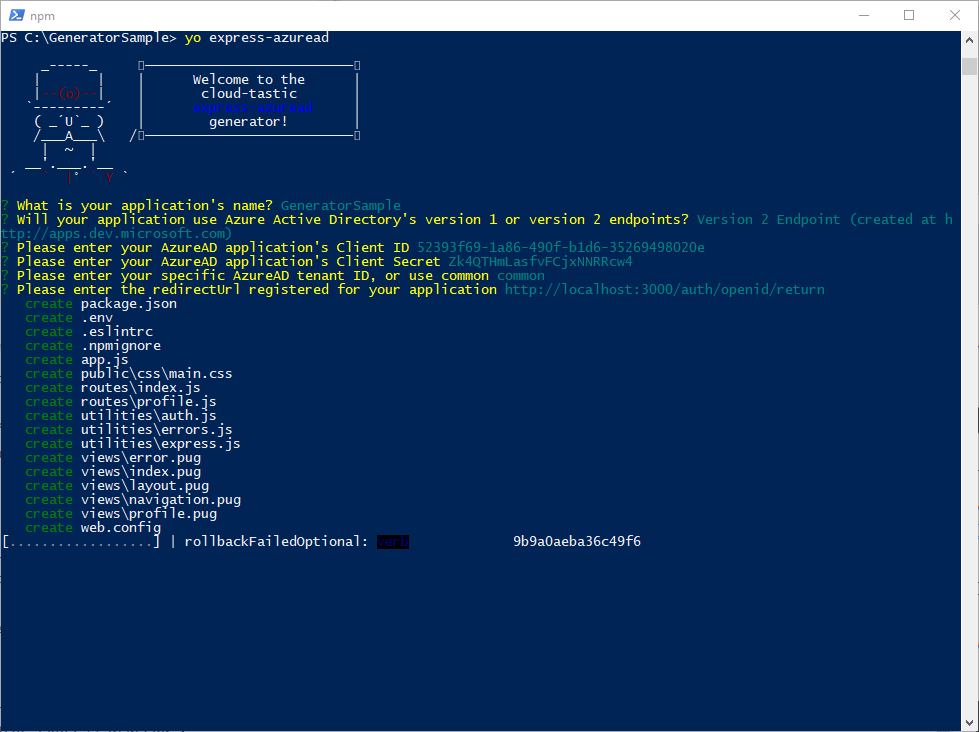 npm
PS C:\GeneratorSample> yo express-azuread
Welcome to the
cloud-tastic
express azuread
generator!
? What is your application's name? GeneratorSample
? Will your application use Azure Active Directory's version 1 or version 2 endpoints? Version 2 Endpoint (created at h
ttp://apps.dev.microsoft.com)
? Please enter your AzureAD application's Client ID 52393f69-1a86-490f-b1d6-35269498020e
? Please enter your AzureAD application's Client Secret Zk4QTHmLasfvFCjxNNRRcw4
? Please enter your specific AzureAD tenant ID, or use common common
? Please enter the redirectUrl registered for your application http://localhost:3000/auth/openid/return
create package.json
create .env
create .eslintrc
create .npmignore
create app.js
create public\css\main.css
create routes\index.js
create routes\profile.js
create utilities\auth.js
create utilities\errors.js
create utilities\express.js
create views\error.pug
create views\index.pug
create views\layout.pug
create views\navigation.pug
create views\profile.pug
create web.config
[..................] | rollbackFailedOptional: verb 9b9a0aeba36c49f6